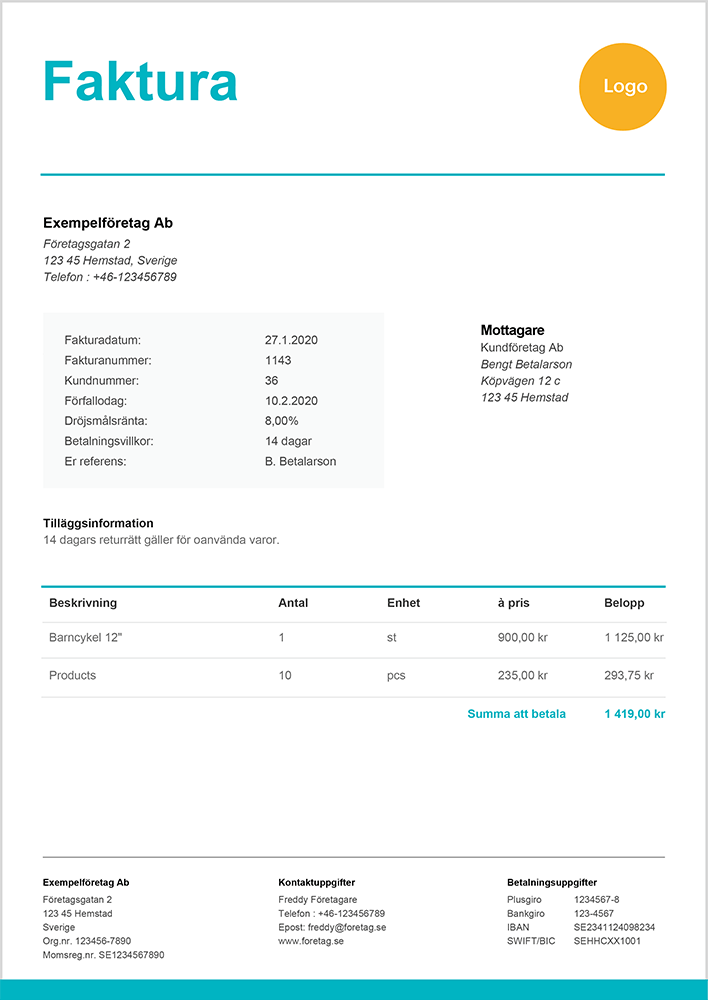 Faktura
Logo
Exempelföretag Ab
Företagsgatan 2
123 45 Hemstad, Sverige
Telefon : +46-123456789
Fakturadatum: 27.1.2020
Fakturanummer: 1143
Kundnummer: 36
Förfallodag: 10.2.2020
Dröjsmålsränta: 8,00%
Betalningsvillkor: 14 dagar
Er referens: B. Betalarson
Mottagare
Kundföretag Ab
Bengt Betalarson
Köpvägen 12 c
123 45 Hemstad
Tilläggsinformation
14 dagars returrätt gäller för oanvända varor.
Beskrivning Antal Enhet à pris Belopp
Barncykel 12" 1 st 900,00 kr 1 125,00 kr
Products 10 pcs 235,00 kr 293,75 kr
Summa att betala 1 419,00 kr
Exempelföretag Ab
Företagsgatan 2
123 45 Hemstad
Sverige
Org.nr. 123456-7890
Momsreg.nr. SE1234567890
Kontaktuppgifter
Freddy Företagare
Telefon : +46-123456789
Epost: freddy@foretag.se
www.foretag.se
Betalningsuppgifter
Plusgiro 1234567-8
Bankgiro 123-4567
IBAN SE2341124098234
SWIFT/BIC SEHHCXX1001